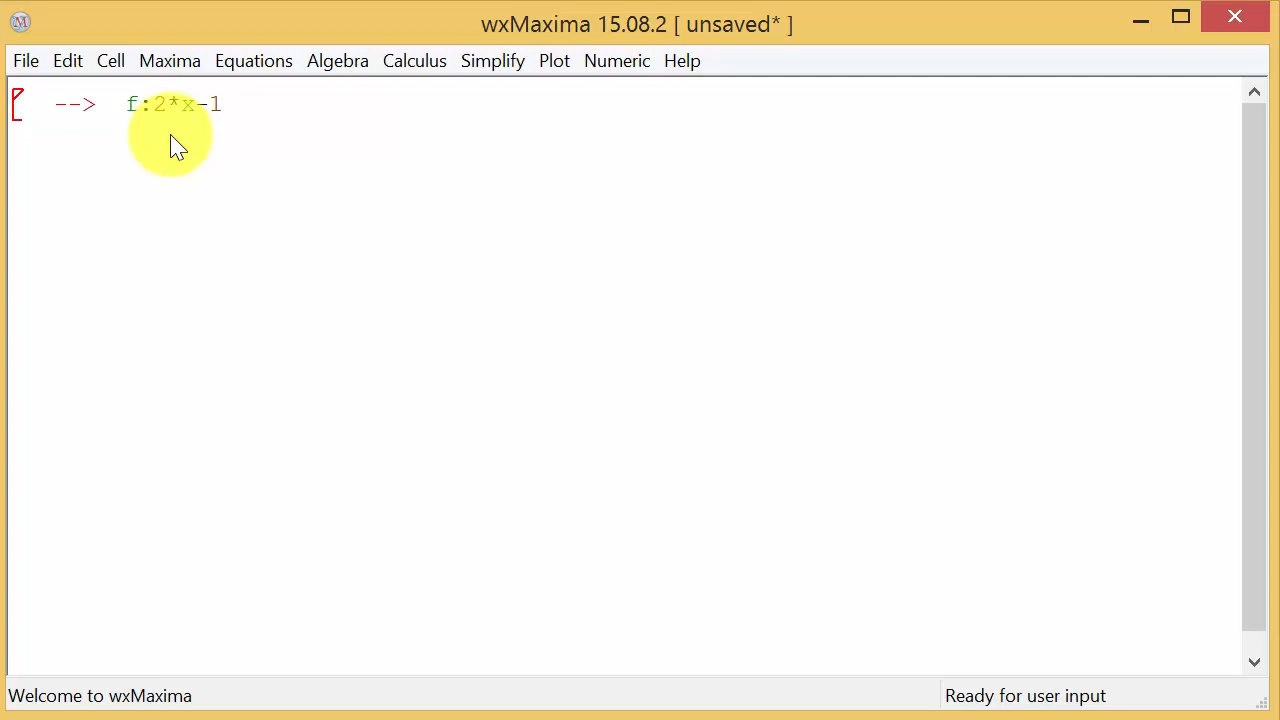 wxMaxima 15.08.2 [ unsaved* ]
File Edit Cell Maxima Equations Algebra Calculus Simplify Plot Numeric Help
--> f:2*x-1
Welcome to wxMaxima Ready for user input